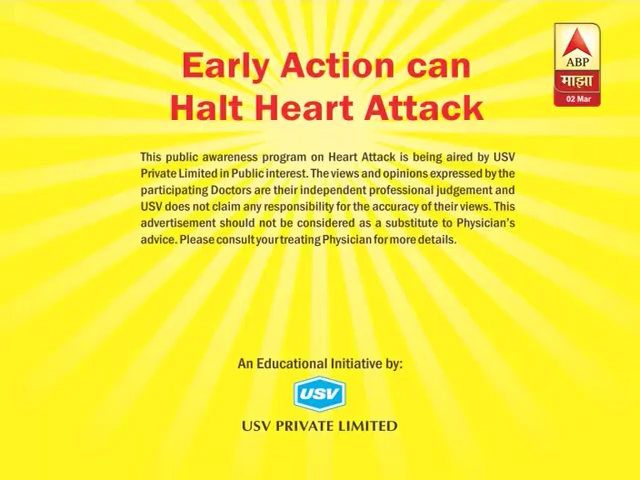 Early Action can
Halt Heart Attack
ABP
माझा
02 Mar
This public awareness program on Heart Attack is being aired by USV
Private Limited in Public interest. The views and opinions expressed by the
participating Doctors are their independent professional judgement and
USV does not claim any responsibility for the accuracy of their views. This
advertisement should not be considered as a substitute to Physician's
advice. Please consult your treating Physician for more details.
An Educational Initiative by:
USV
USV PRIVATE LIMITED